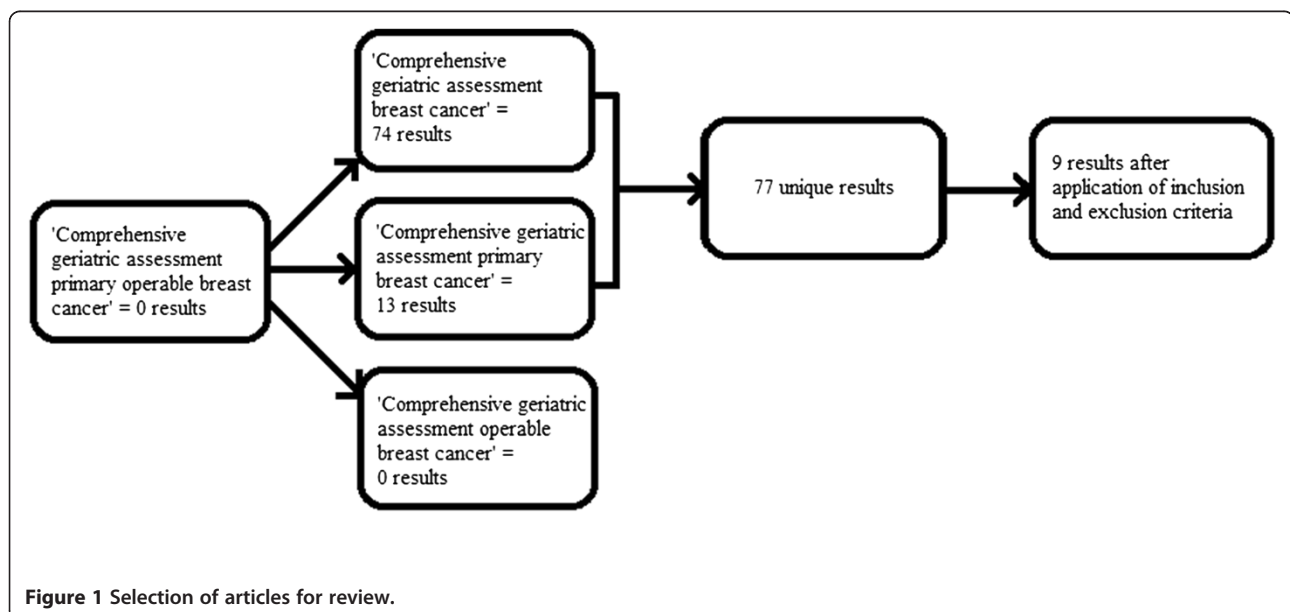 'Comprehensive
geriatric assessment
primary operable breast
cancer' = 0 results
'Comprehensive
geriatric assessment
breast cancer' =
74 results
'Comprehensive geriatric
assessment primary
breast cancer' =
13 results
'Comprehensive geriatric
assessment operable
breast cancer' =
0 results
77 unique results
9 results after
application of inclusion
and exclusion criteria
Figure 1 Selection of articles for review.